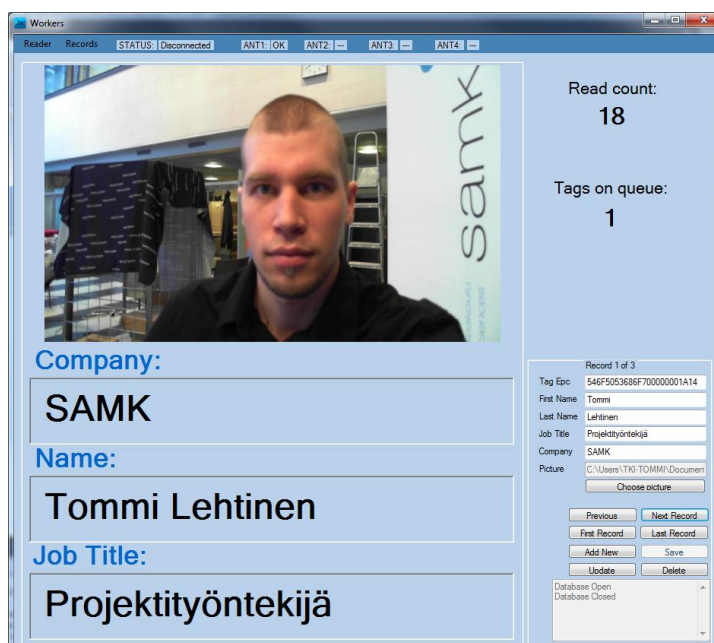 Workers
Reader Records STATUS: Disconnected ANT1: OK ANT2: -- ANT3: -- ANT4: --
samk
Read count:
18
Tags on queue:
1
Company:
SAMK
Name:
Tommi Lehtinen
Job Title:
Projektityöntekijä
Record 1 of 3
Tag Epc 546F5053686F700000001A14
First Name Tommi
Last Name Lehtinen
Job Title Projektityöntekijä
Company SAMK
Picture C:\Users\TKI-TOMMI\Documen
Choose picture
Previous Next Record
First Record Last Record
Add New Save
Update Delete
Database Open
Database Closed